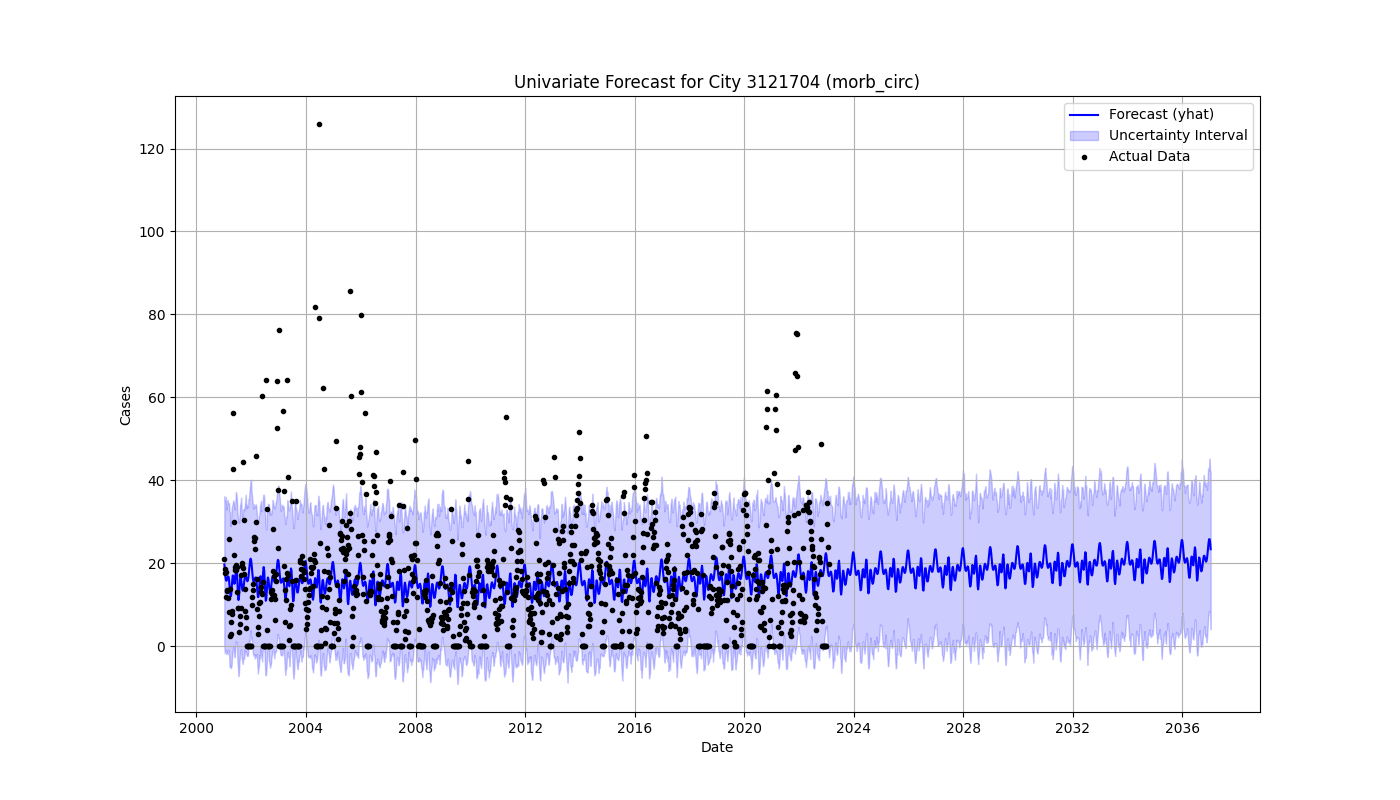 Univariate Forecast for City 3121704 (morb_circ)
Forecast (yhat)
Uncertainty Interval
Actual Data
Cases
120
100
80
60
40
20
0
2000 2004 2008 2012 2016 2020 2024 2028 2032 2036
Date